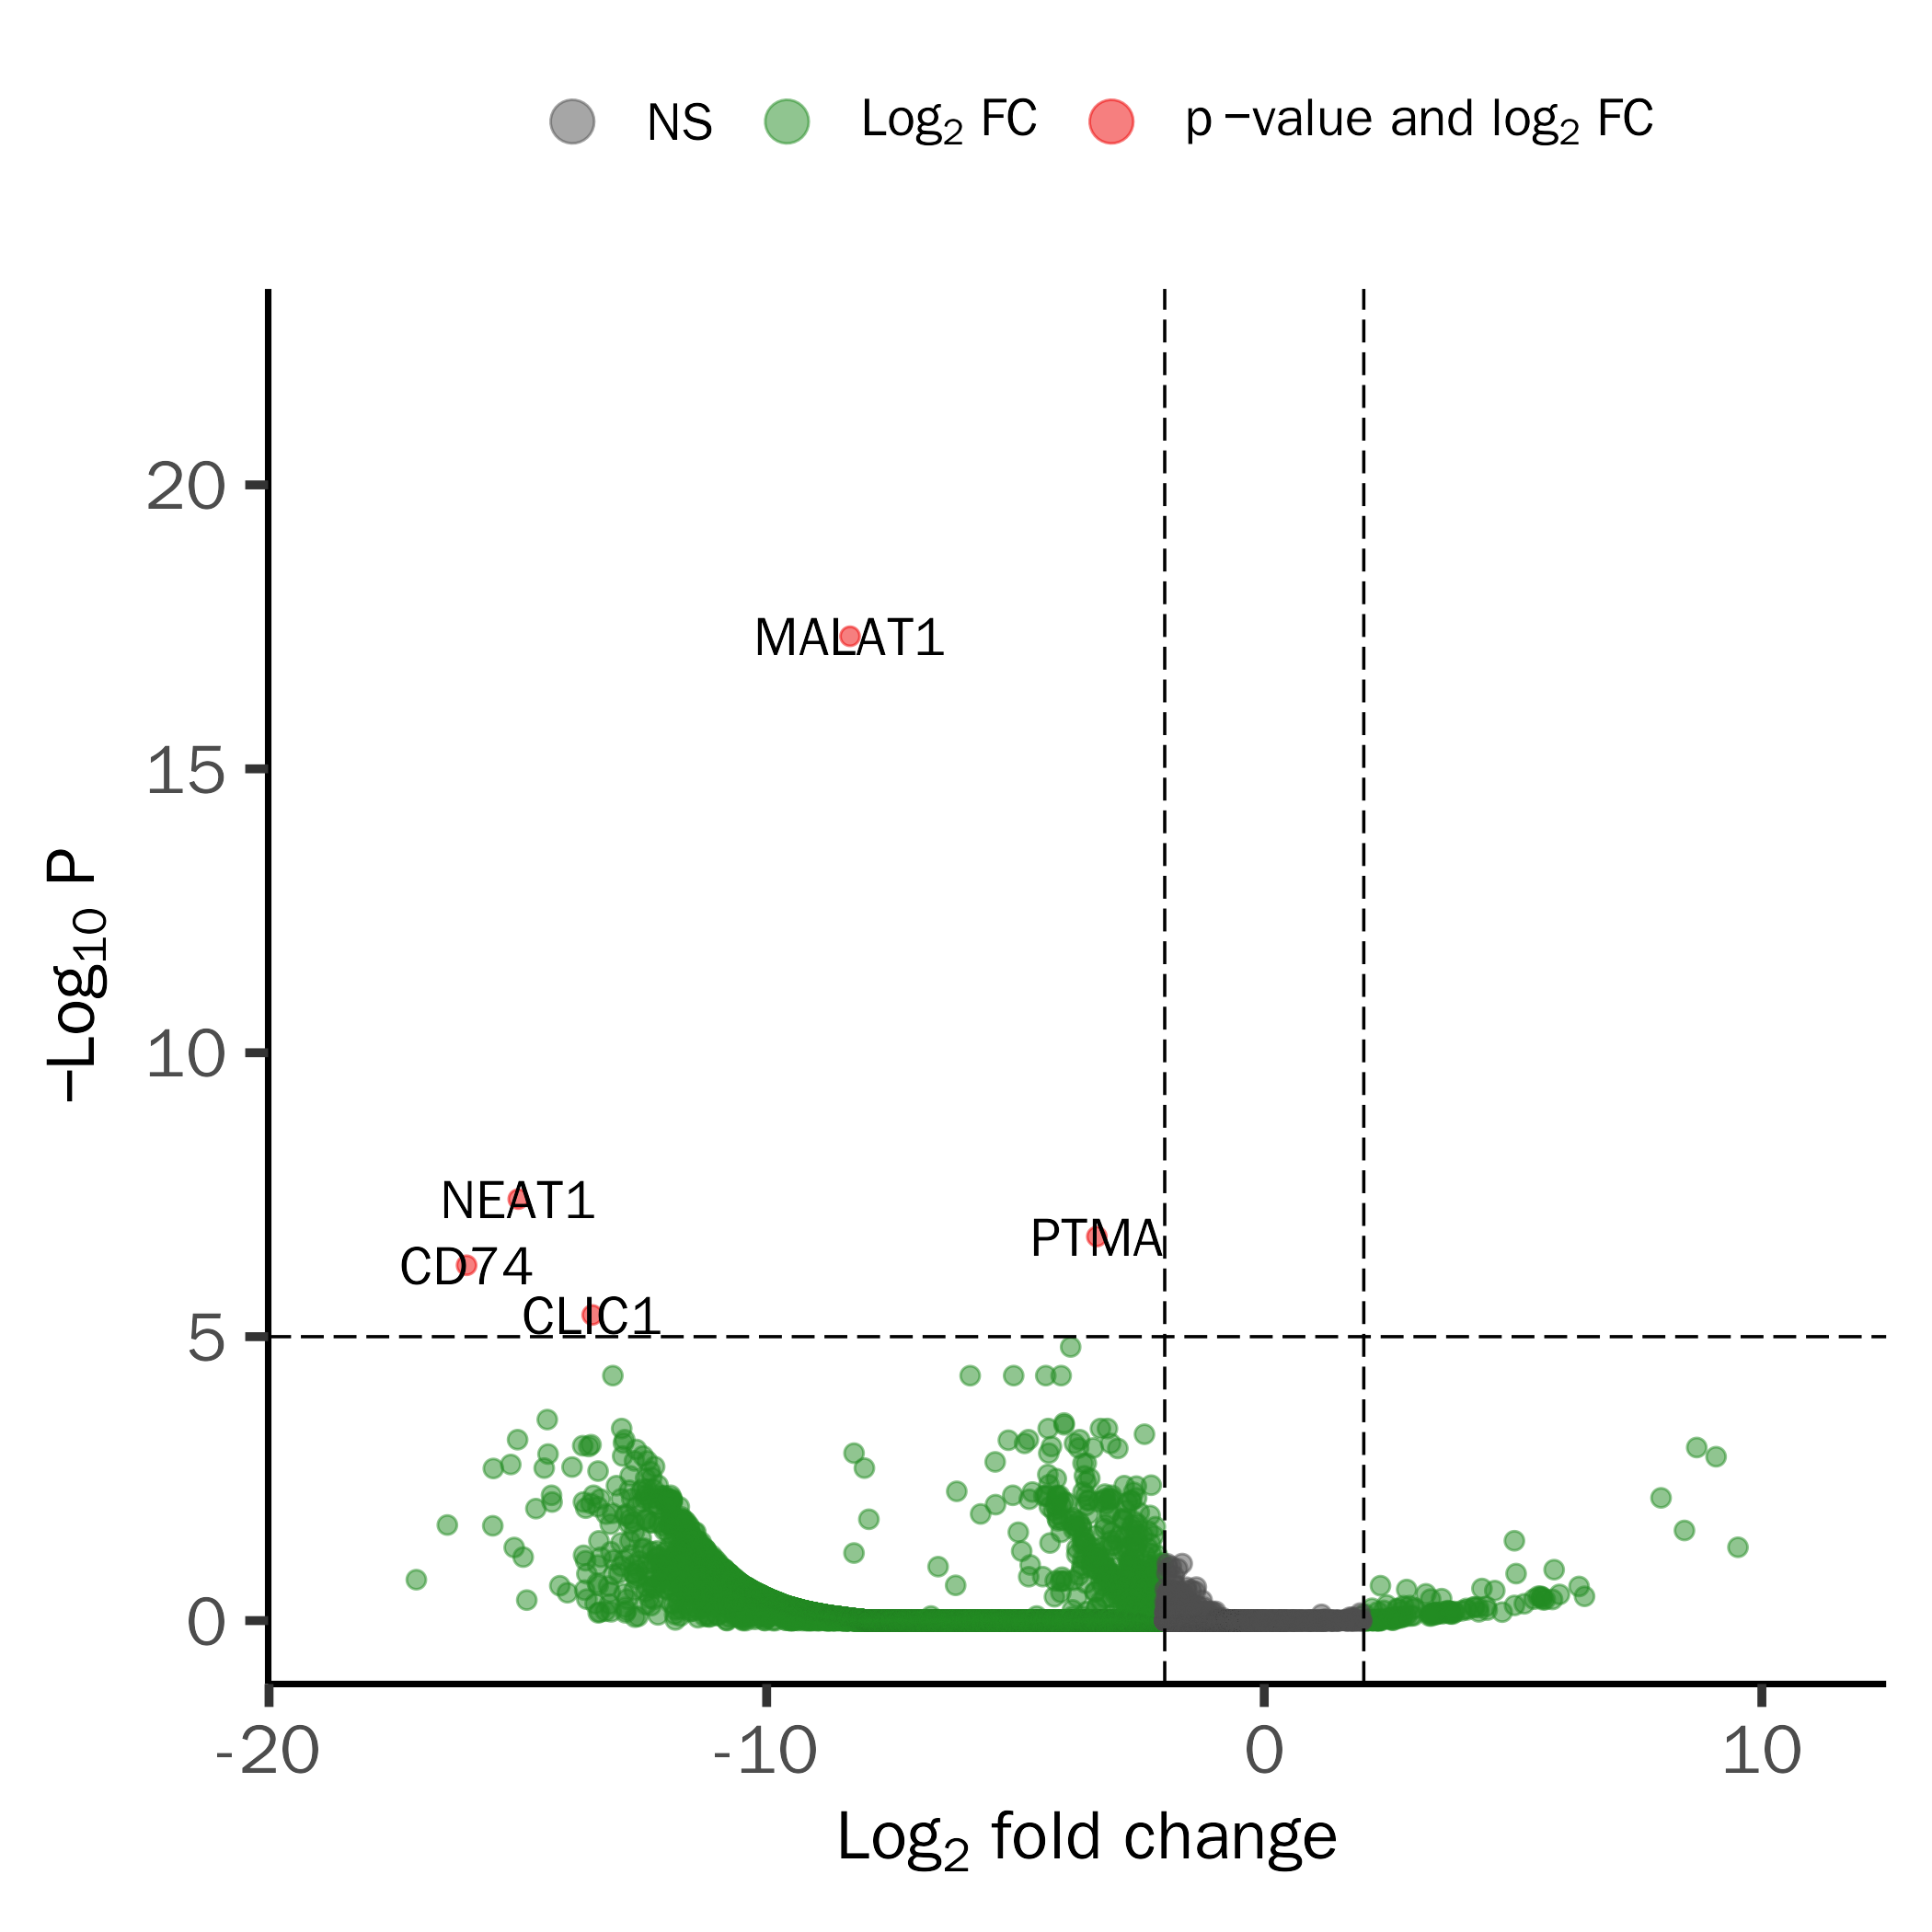 NS Log₂ FC p −value and log₂ FC
20
15
10
5
0
−Log₁₀ P
MALAT1
NEAT1
PTMA
CD74
CLIC1
-20 -10 0 10
Log₂ fold change